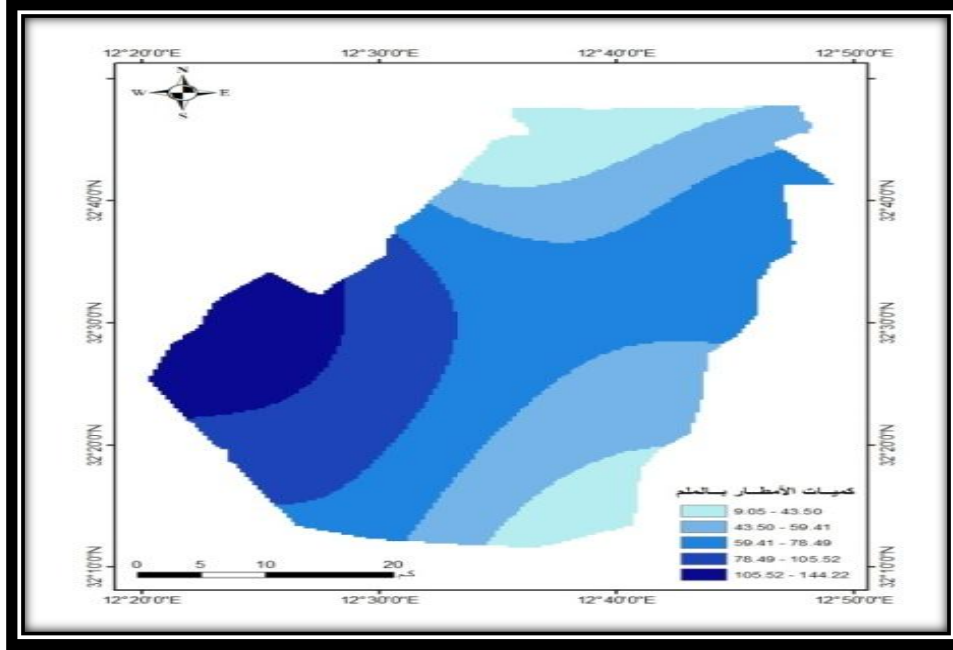 12°20'0"E 12°30'0"E 12°40'0"E 12°50'0"E
N
W E
S
32°40'0"N 32°40'0"N
32°30'0"N 32°30'0"N
32°20'0"N 32°20'0"N
32°10'0"N 32°10'0"N
كميات الأمطار بالملم
9.05 - 43.50
43.50 - 59.41
59.41 - 78.49
78.49 - 105.52
105.52 - 144.22
0 5 10 20
كم
12°20'0"E 12°30'0"E 12°40'0"E 12°50'0"E